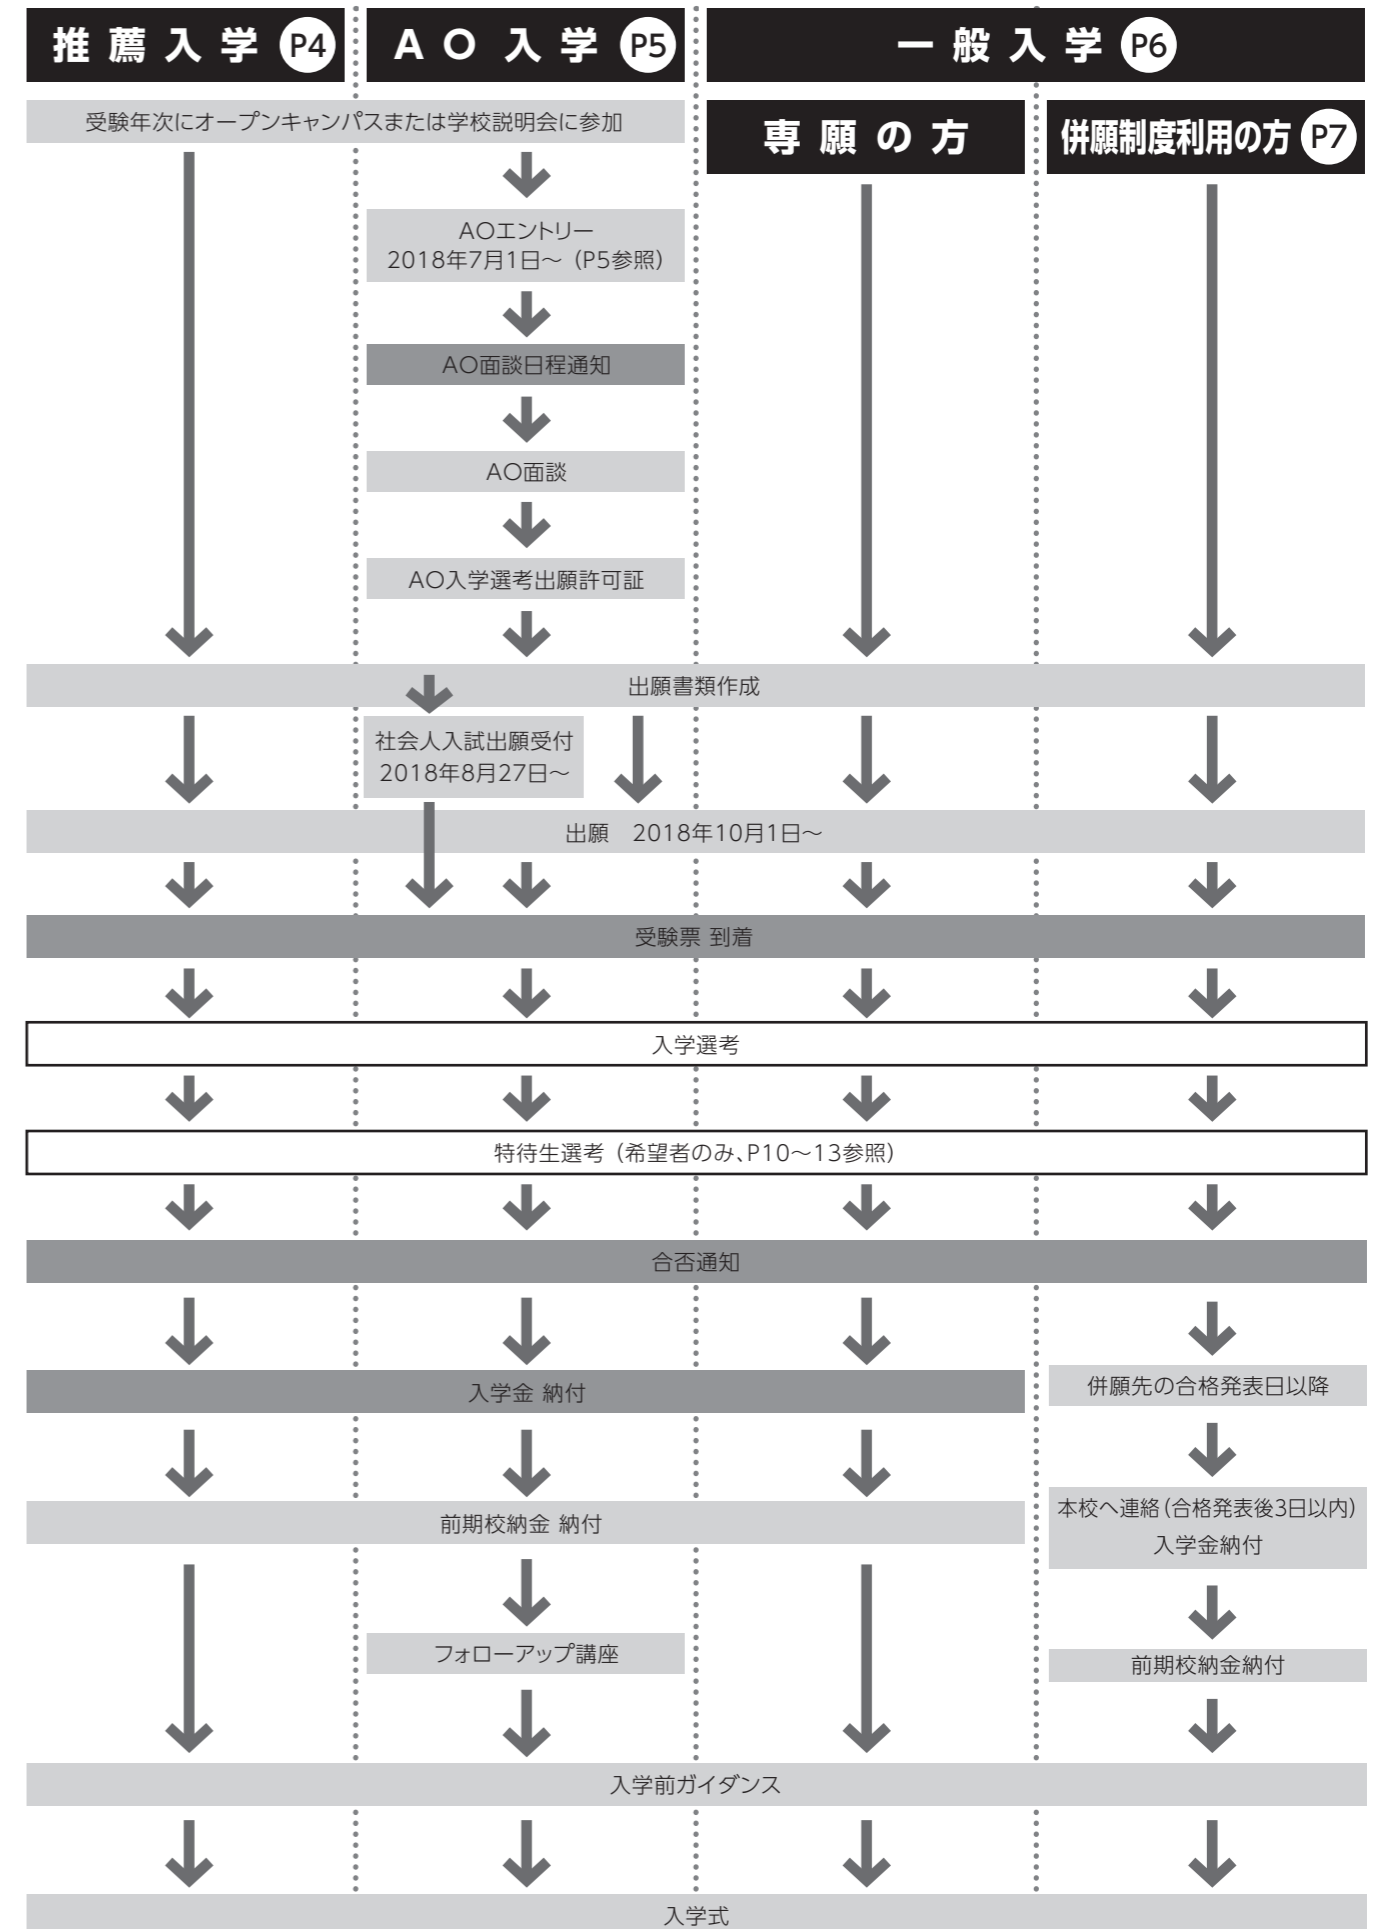 推薦入学 P4
AO入学 P5
一般入学 P6
受験年次にオープンキャンパスまたは学校説明会に参加
専願の方
併願制度利用の方 P7
AOエントリー
2018年7月1日～（P5参照）
AO面談日程通知
AO面談
AO入学選考出願許可証
出願書類作成
社会人入試出願受付
2018年8月27日～
出願　2018年10月1日～
受験票 到着
入学選考
特待生選考（希望者のみ、P10～13参照）
合否通知
入学金 納付
併願先の合格発表日以降
前期校納金 納付
本校へ連絡（合格発表後3日以内）
入学金納付
フォローアップ講座
前期校納金納付
入学前ガイダンス
入学式